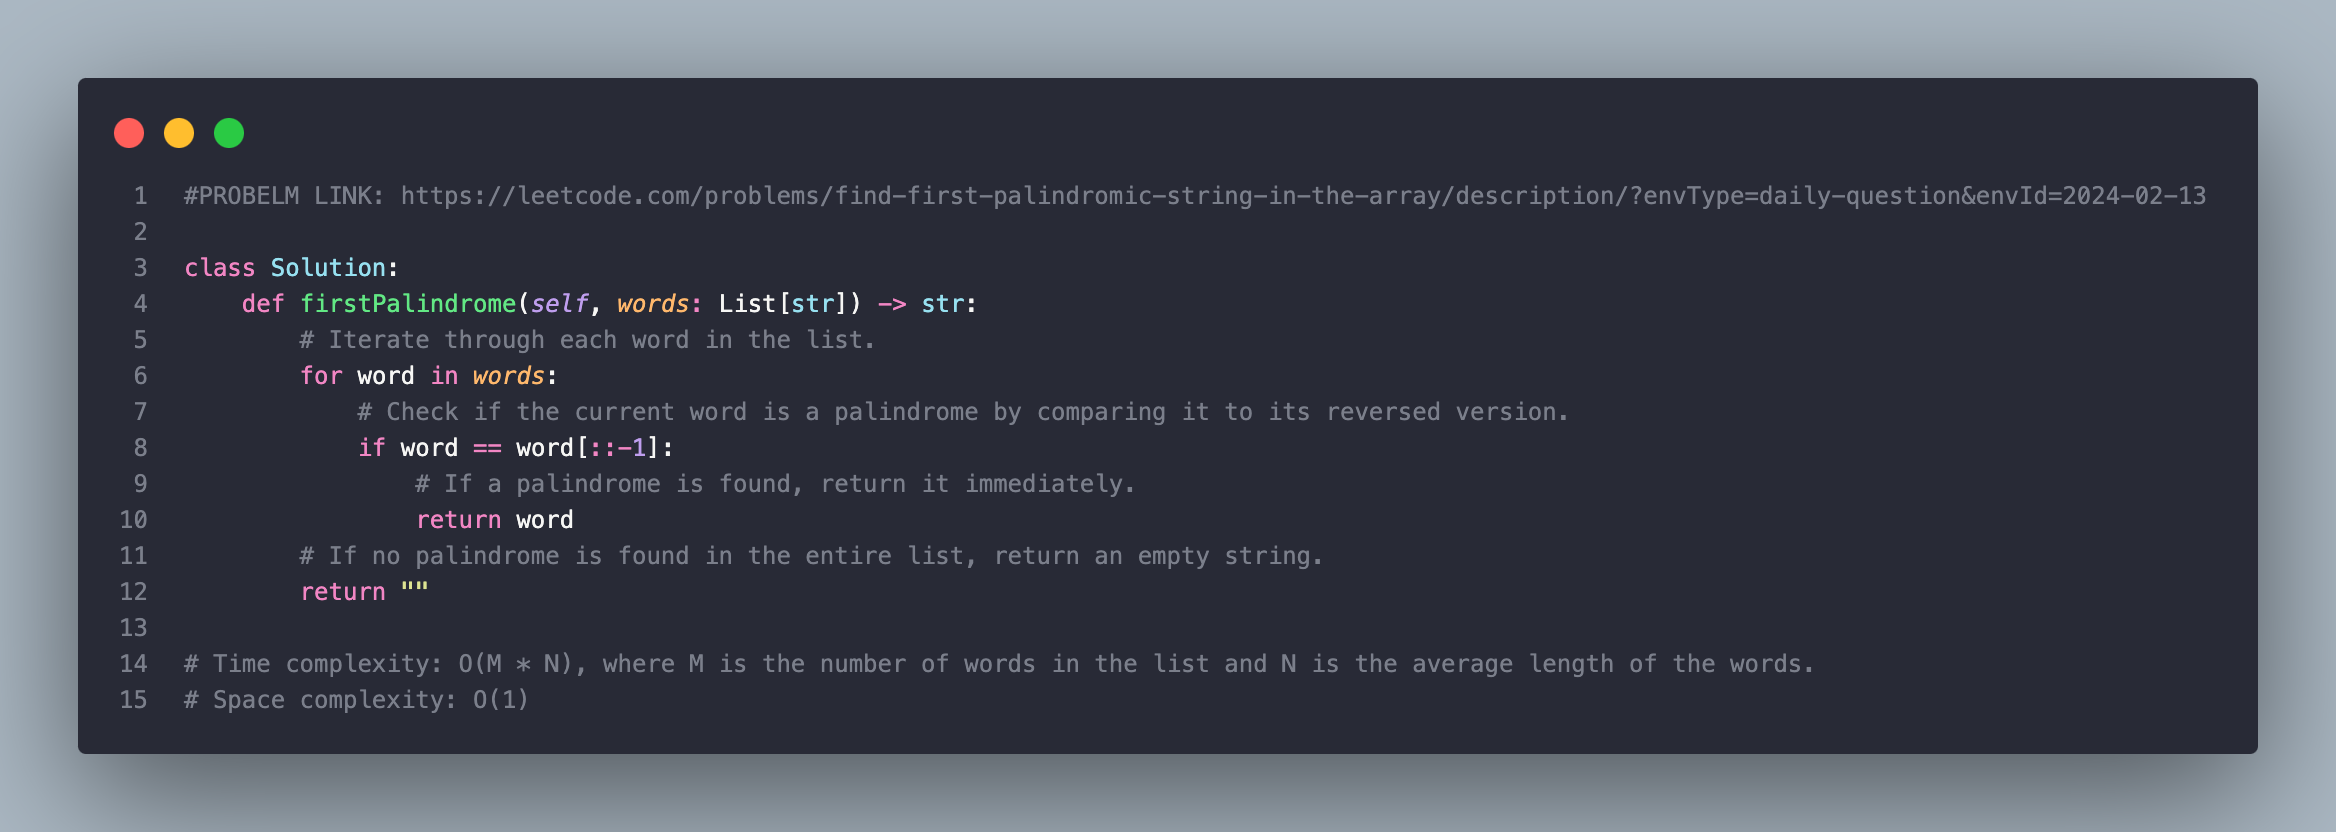 1 #PROBELM LINK: https://leetcode.com/problems/find-first-palindromic-string-in-the-array/description/?envType=daily-question&envId=2024-02-13
2
3 class Solution:
4     def firstPalindrome(self, words: List[str]) -> str:
5         # Iterate through each word in the list.
6         for word in words:
7             # Check if the current word is a palindrome by comparing it to its reversed version.
8             if word == word[::-1]:
9                 # If a palindrome is found, return it immediately.
10                 return word
11         # If no palindrome is found in the entire list, return an empty string.
12         return ""
13
14 # Time complexity: O(M * N), where M is the number of words in the list and N is the average length of the words.
15 # Space complexity: O(1)